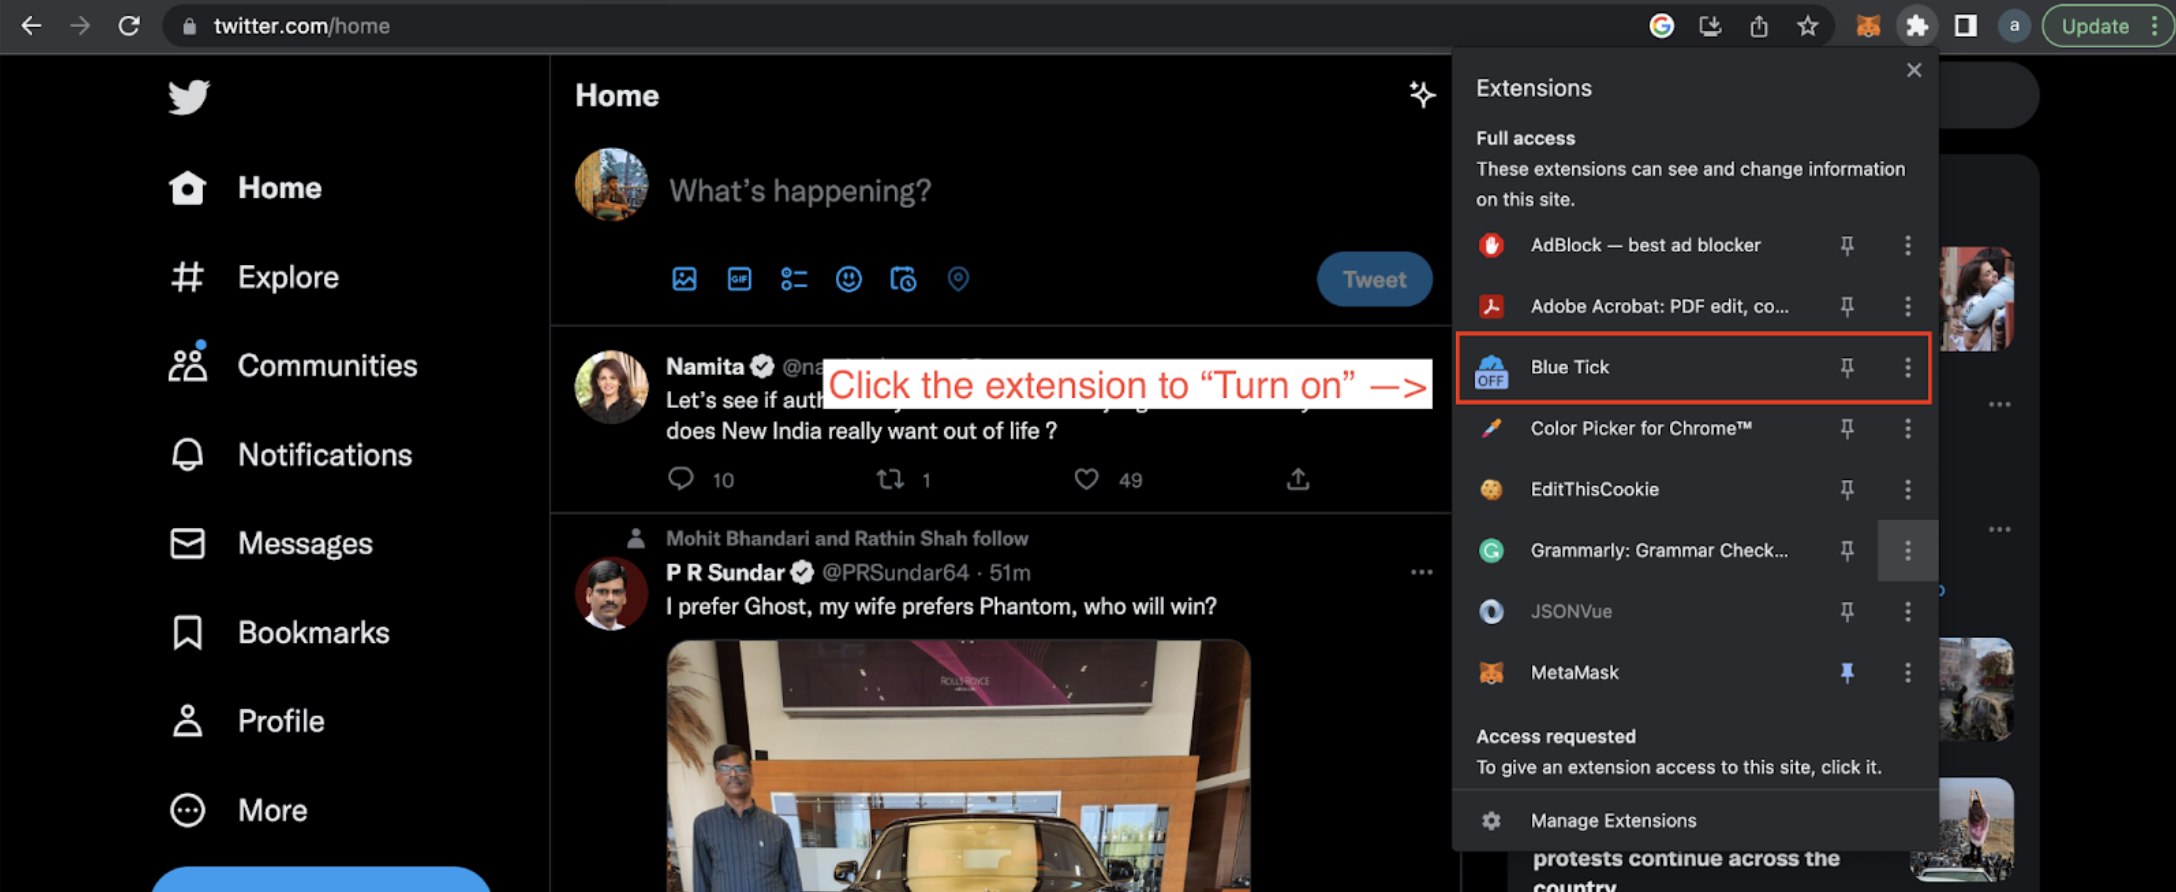 twitter.com/home
a
Update
Home
What's happening?
GIF
Tweet
Home
Explore
Communities
Notifications
Messages
Bookmarks
Profile
More
Namita @na
Let's see if auth
does New India really want out of life ?
10 1 49
Click the extension to “Turn on” —>
Mohit Bhandari and Rathin Shah follow
P R Sundar @PRSundar64 · 51m
I prefer Ghost, my wife prefers Phantom, who will win?
ROLLS ROYCE
Extensions
Full access
These extensions can see and change information
on this site.
AdBlock — best ad blocker
Adobe Acrobat: PDF edit, co...
OFF
Blue Tick
Color Picker for Chrome™
EditThisCookie
Grammarly: Grammar Check...
JSONVue
MetaMask
Access requested
To give an extension access to this site, click it.
Manage Extensions
protests continue across the
country